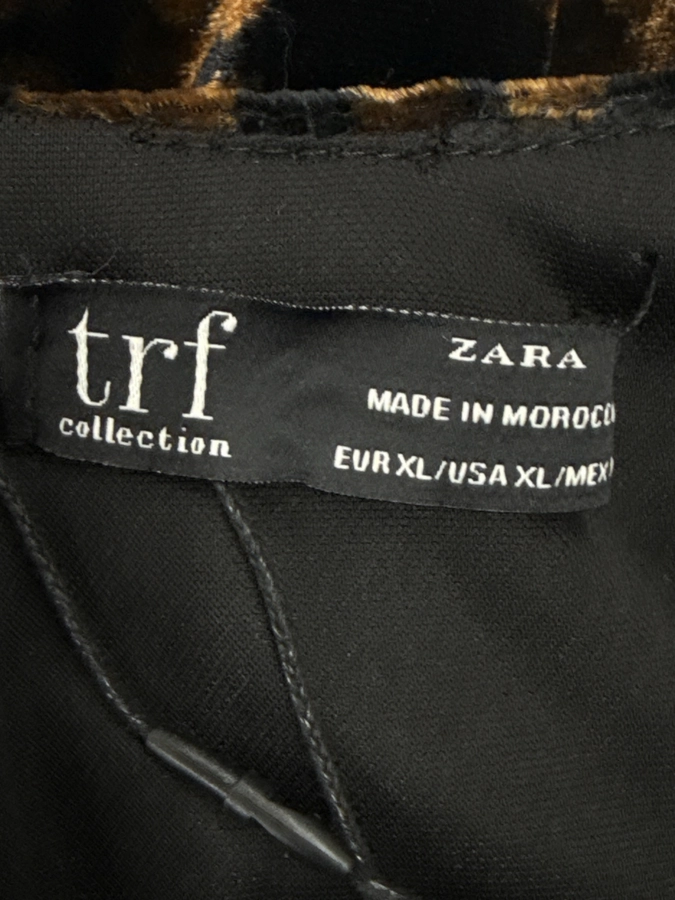 trf
collection
ZARA
MADE IN MOROCCO
EUR XL/USA XL/MEX